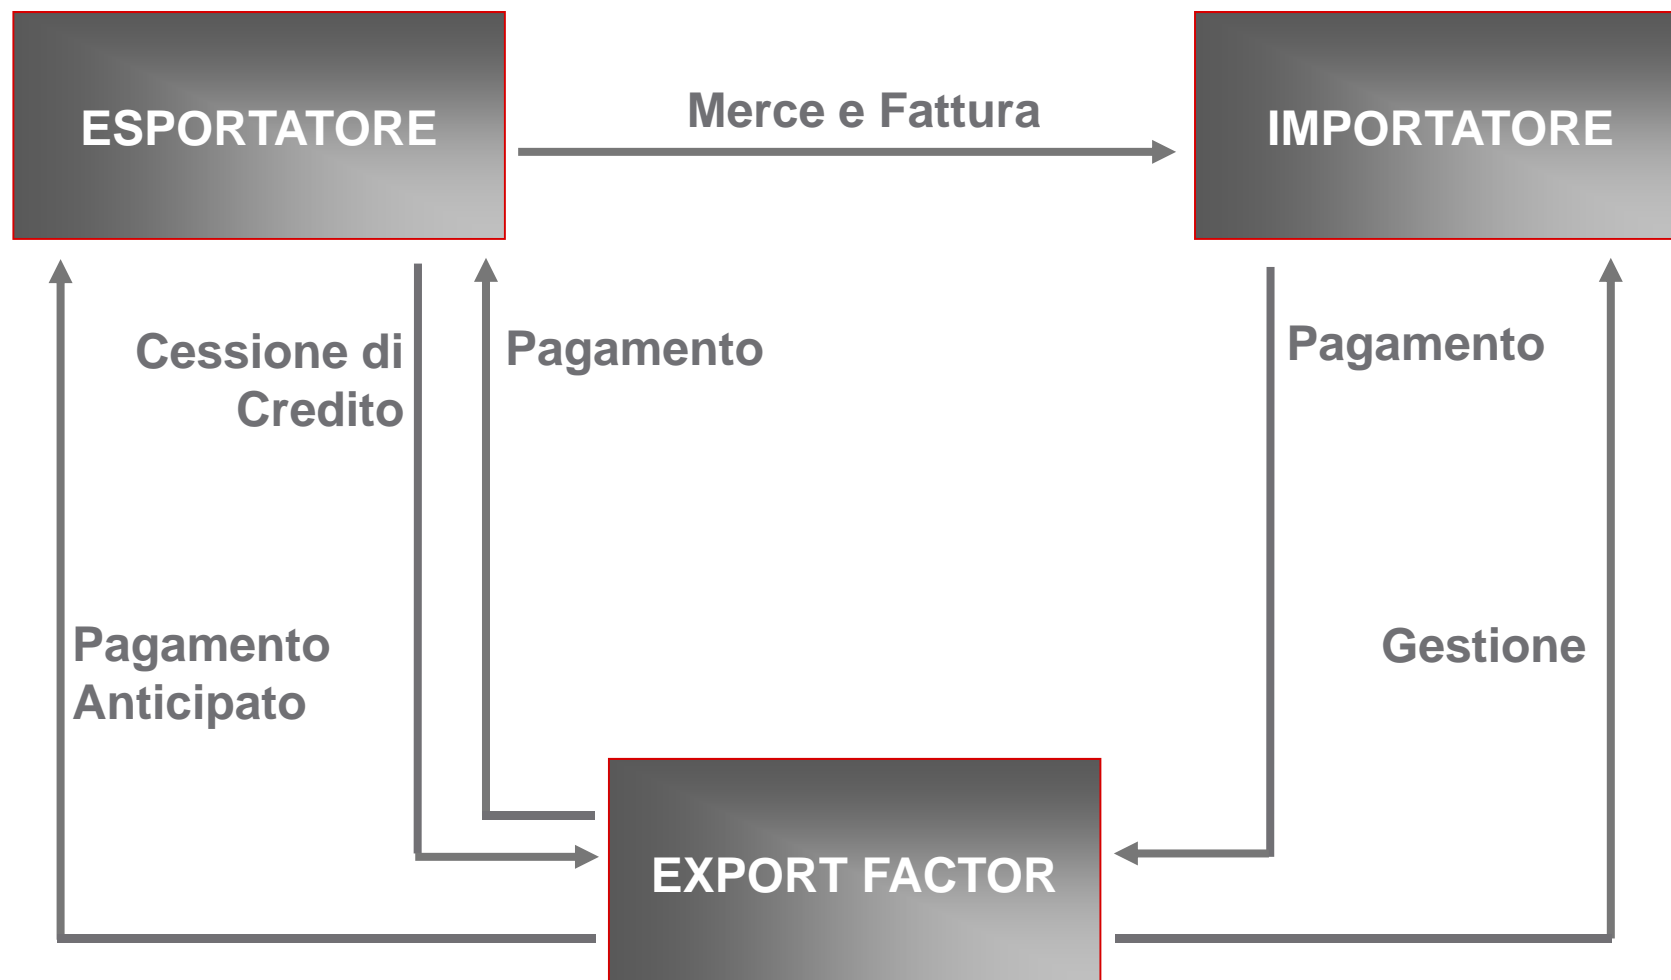 ESPORTATORE
Merce e Fattura
IMPORTATORE
Cessione di
Credito
Pagamento
Pagamento
Pagamento
Anticipato
Gestione
EXPORT FACTOR